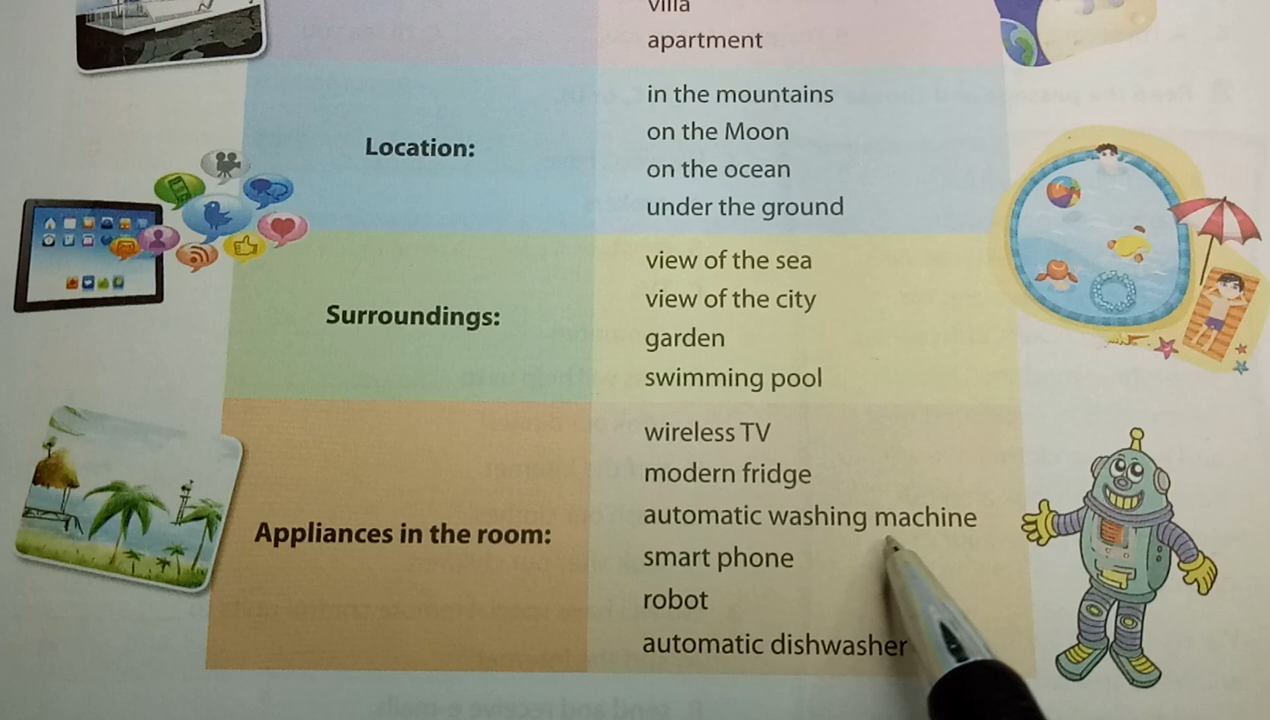 villa
apartment
Location:
in the mountains
on the Moon
on the ocean
under the ground
Surroundings:
view of the sea
view of the city
garden
swimming pool
Appliances in the room:
wireless TV
modern fridge
automatic washing machine
smart phone
robot
automatic dishwasher